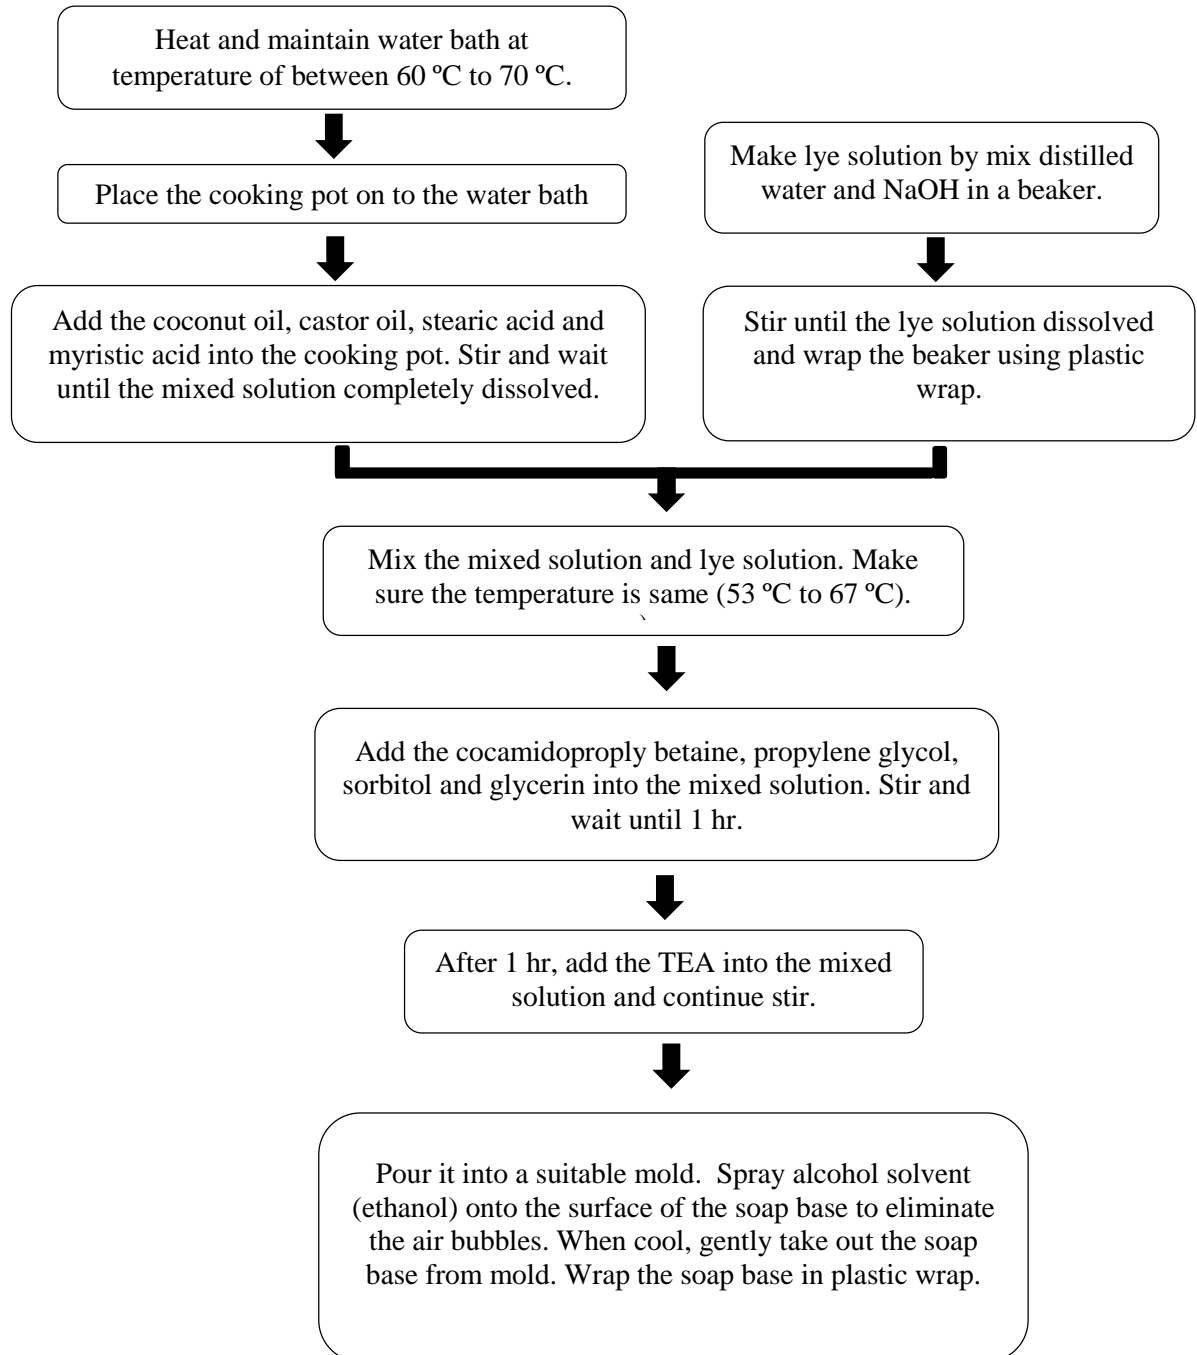 Heat and maintain water bath at
temperature of between 60 ºC to 70 ºC.
Place the cooking pot on to the water bath
Add the coconut oil, castor oil, stearic acid and
myristic acid into the cooking pot. Stir and wait
until the mixed solution completely dissolved.
Make lye solution by mix distilled
water and NaOH in a beaker.
Stir until the lye solution dissolved
and wrap the beaker using plastic
wrap.
Mix the mixed solution and lye solution. Make
sure the temperature is same (53 ºC to 67 ºC).
Add the cocamidoproply betaine, propylene glycol,
sorbitol and glycerin into the mixed solution. Stir and
wait until 1 hr.
After 1 hr, add the TEA into the mixed
solution and continue stir.
Pour it into a suitable mold.  Spray alcohol solvent
(ethanol) onto the surface of the soap base to eliminate
the air bubbles. When cool, gently take out the soap
base from mold. Wrap the soap base in plastic wrap.